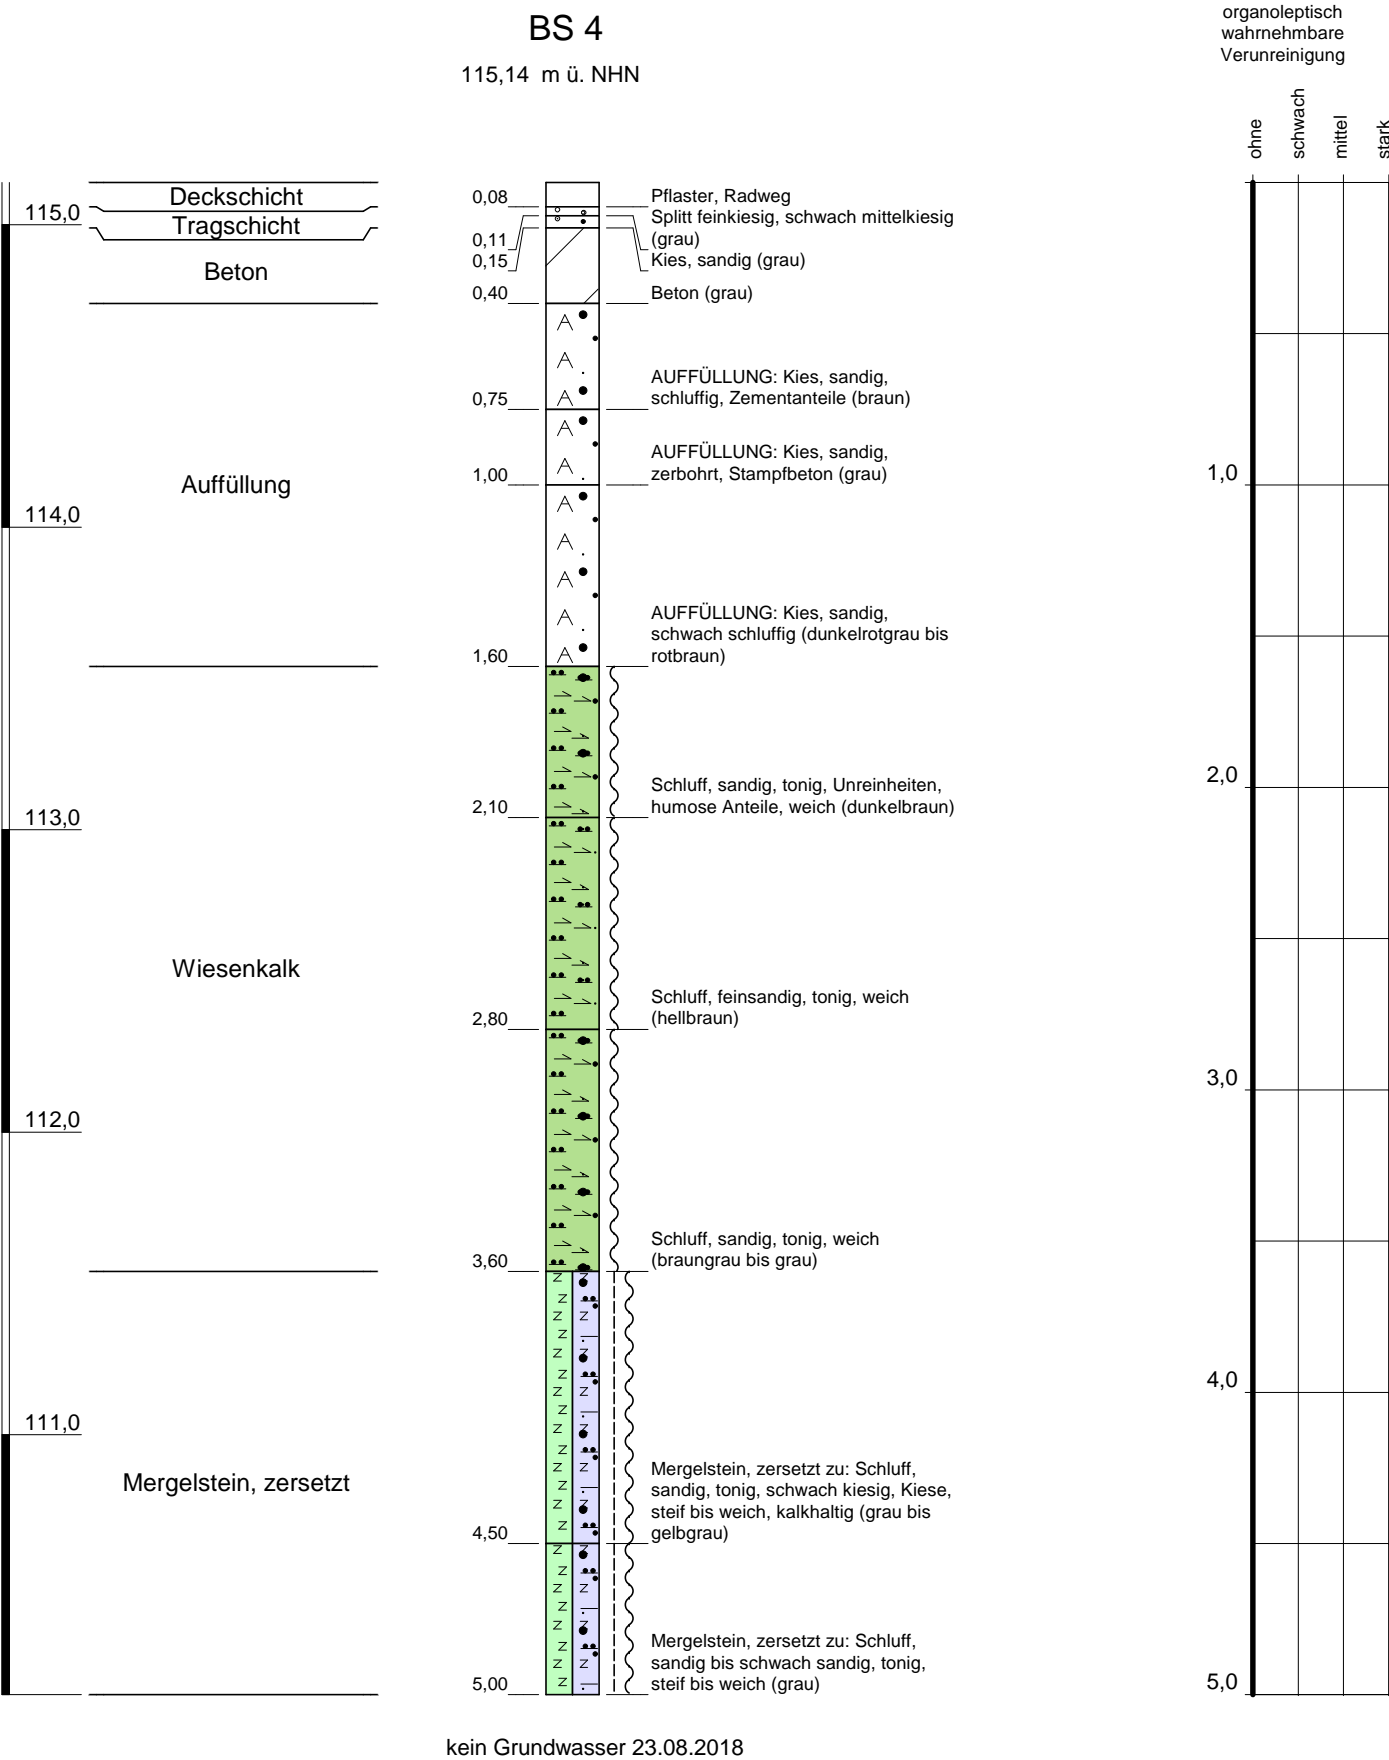 BS 4
115,14 m ü. NHN
organoleptisch
wahrnehmbare
Verunreinigung
ohne
schwach
mittel
stark
Deckschicht
0,08
Pflaster, Radweg
115,0
Tragschicht
Splitt feinkiesig, schwach mittelkiesig
(grau)
0,11
0,15
Kies, sandig (grau)
Beton
0,40
Beton (grau)
AUFFÜLLUNG: Kies, sandig,
schluffig, Zementanteile (braun)
0,75
AUFFÜLLUNG: Kies, sandig,
zerbohrt, Stampfbeton (grau)
1,00
1,0
Auffüllung
114,0
AUFFÜLLUNG: Kies, sandig,
schwach schluffig (dunkelrotgrau bis
rotbraun)
1,60
2,0
Schluff, sandig, tonig, Unreinheiten,
humose Anteile, weich (dunkelbraun)
2,10
113,0
Wiesenkalk
Schluff, feinsandig, tonig, weich
(hellbraun)
2,80
3,0
112,0
Schluff, sandig, tonig, weich
(braungrau bis grau)
3,60
4,0
111,0
Mergelstein, zersetzt
Mergelstein, zersetzt zu: Schluff,
sandig, tonig, schwach kiesig, Kiese,
steif bis weich, kalkhaltig (grau bis
gelbgrau)
4,50
Mergelstein, zersetzt zu: Schluff,
sandig bis schwach sandig, tonig,
steif bis weich (grau)
5,00
5,0
kein Grundwasser 23.08.2018